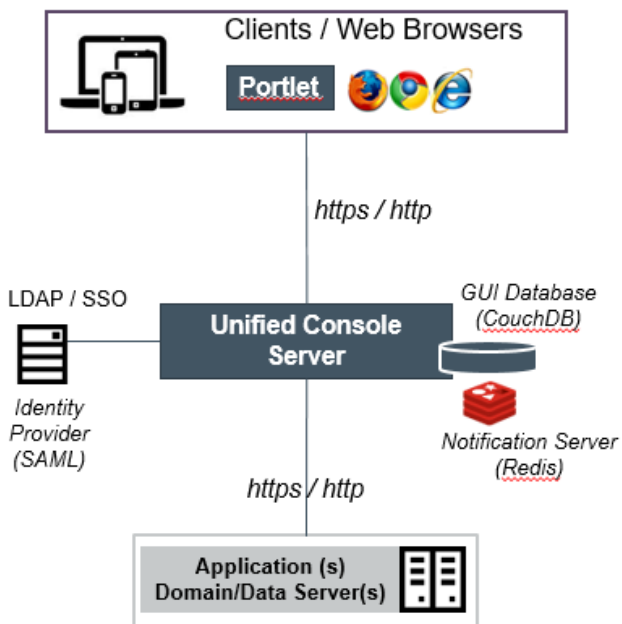 Clients / Web Browsers
Portlet
https / http
LDAP / SSO
Identity
Provider
(SAML)
Unified Console
Server
GUI Database
(CouchDB)
Notification Server
(Redis)
https / http
Application (s)
Domain/Data Server(s)